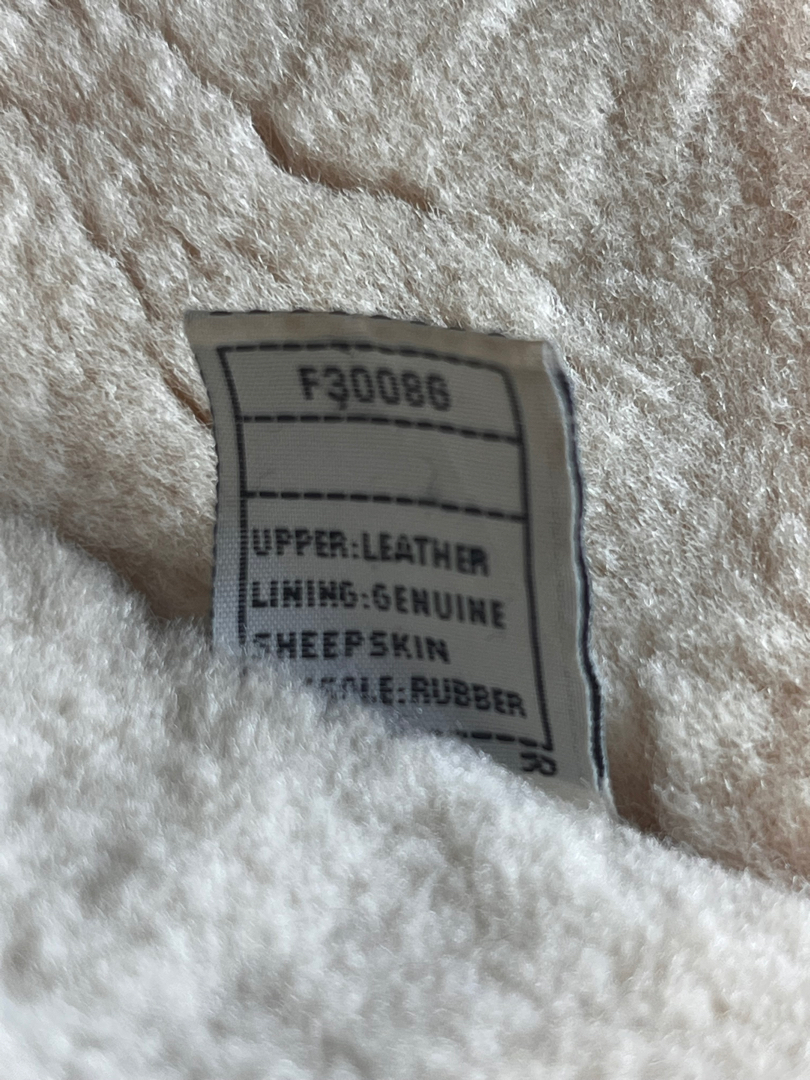 F30086
UPPER:LEATHER
LINING:GENUINE
SHEEPSKIN
RUBBER
R